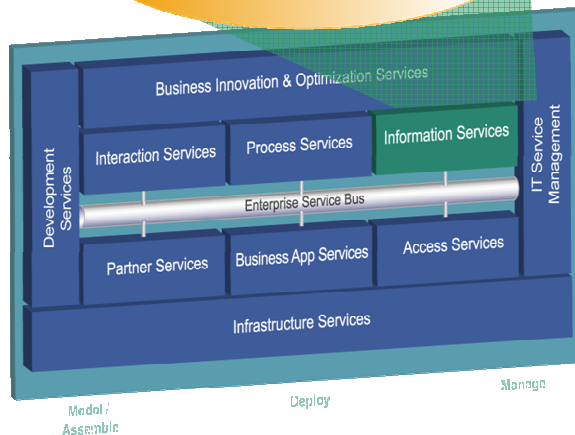 Business Innovation & Optimization Services
Development
Services
Interaction Services
Process Services
Information Services
IT Service
Management
Enterprise Service Bus
Partner Services
Business App Services
Access Services
Infrastructure Services
Model /
Assemble
Deploy
Manage